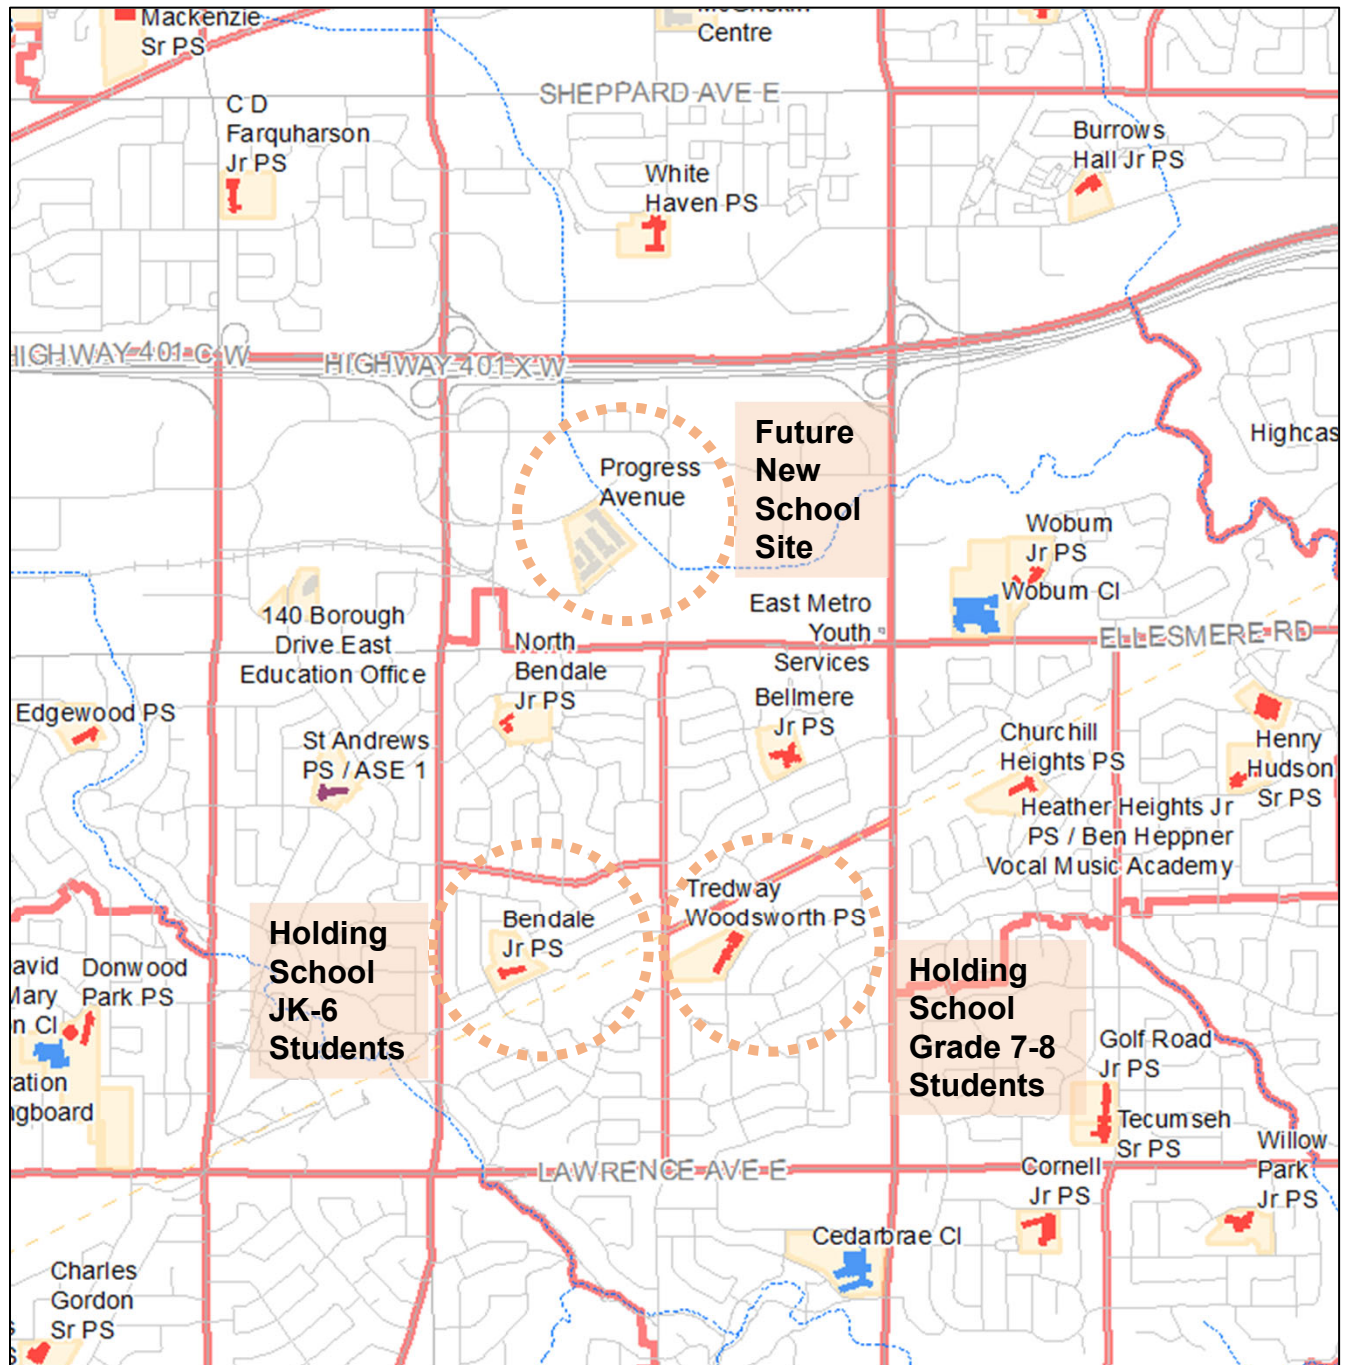 Mackenzie
Sr PS
Centre
SHEPPARD AVE E
C D
Farquharson
Jr PS
Burrows
Hall Jr PS
White
Haven PS
HIGHWAY 401 C W
HIGHWAY 401 X W
Future
New
School
Site
Highcas
Progress
Avenue
Woburn
Jr PS
Woburn CI
140 Borough
Drive East
Education Office
East Metro
Youth
Services
ELLESMERE RD
North
Bendale
Jr PS
Bellmere
Jr PS
Edgewood PS
St Andrews
PS / ASE 1
Churchill
Heights PS
Henry
Hudson
Sr PS
Heather Heights Jr
PS / Ben Heppner
Vocal Music Academy
Tredway
Woodsworth PS
Bendale
Jr PS
Holding
School
JK-6
Students
Holding
School
Grade 7-8
Students
avid
Mary
n CI
Donwood
Park PS
ration
ngboard
Golf Road
Jr PS
Tecumseh
Sr PS
Willow
Park
Jr PS
LAWRENCE AVE E
Cornell
Jr PS
Cedarbrae CI
Charles
Gordon
Sr PS